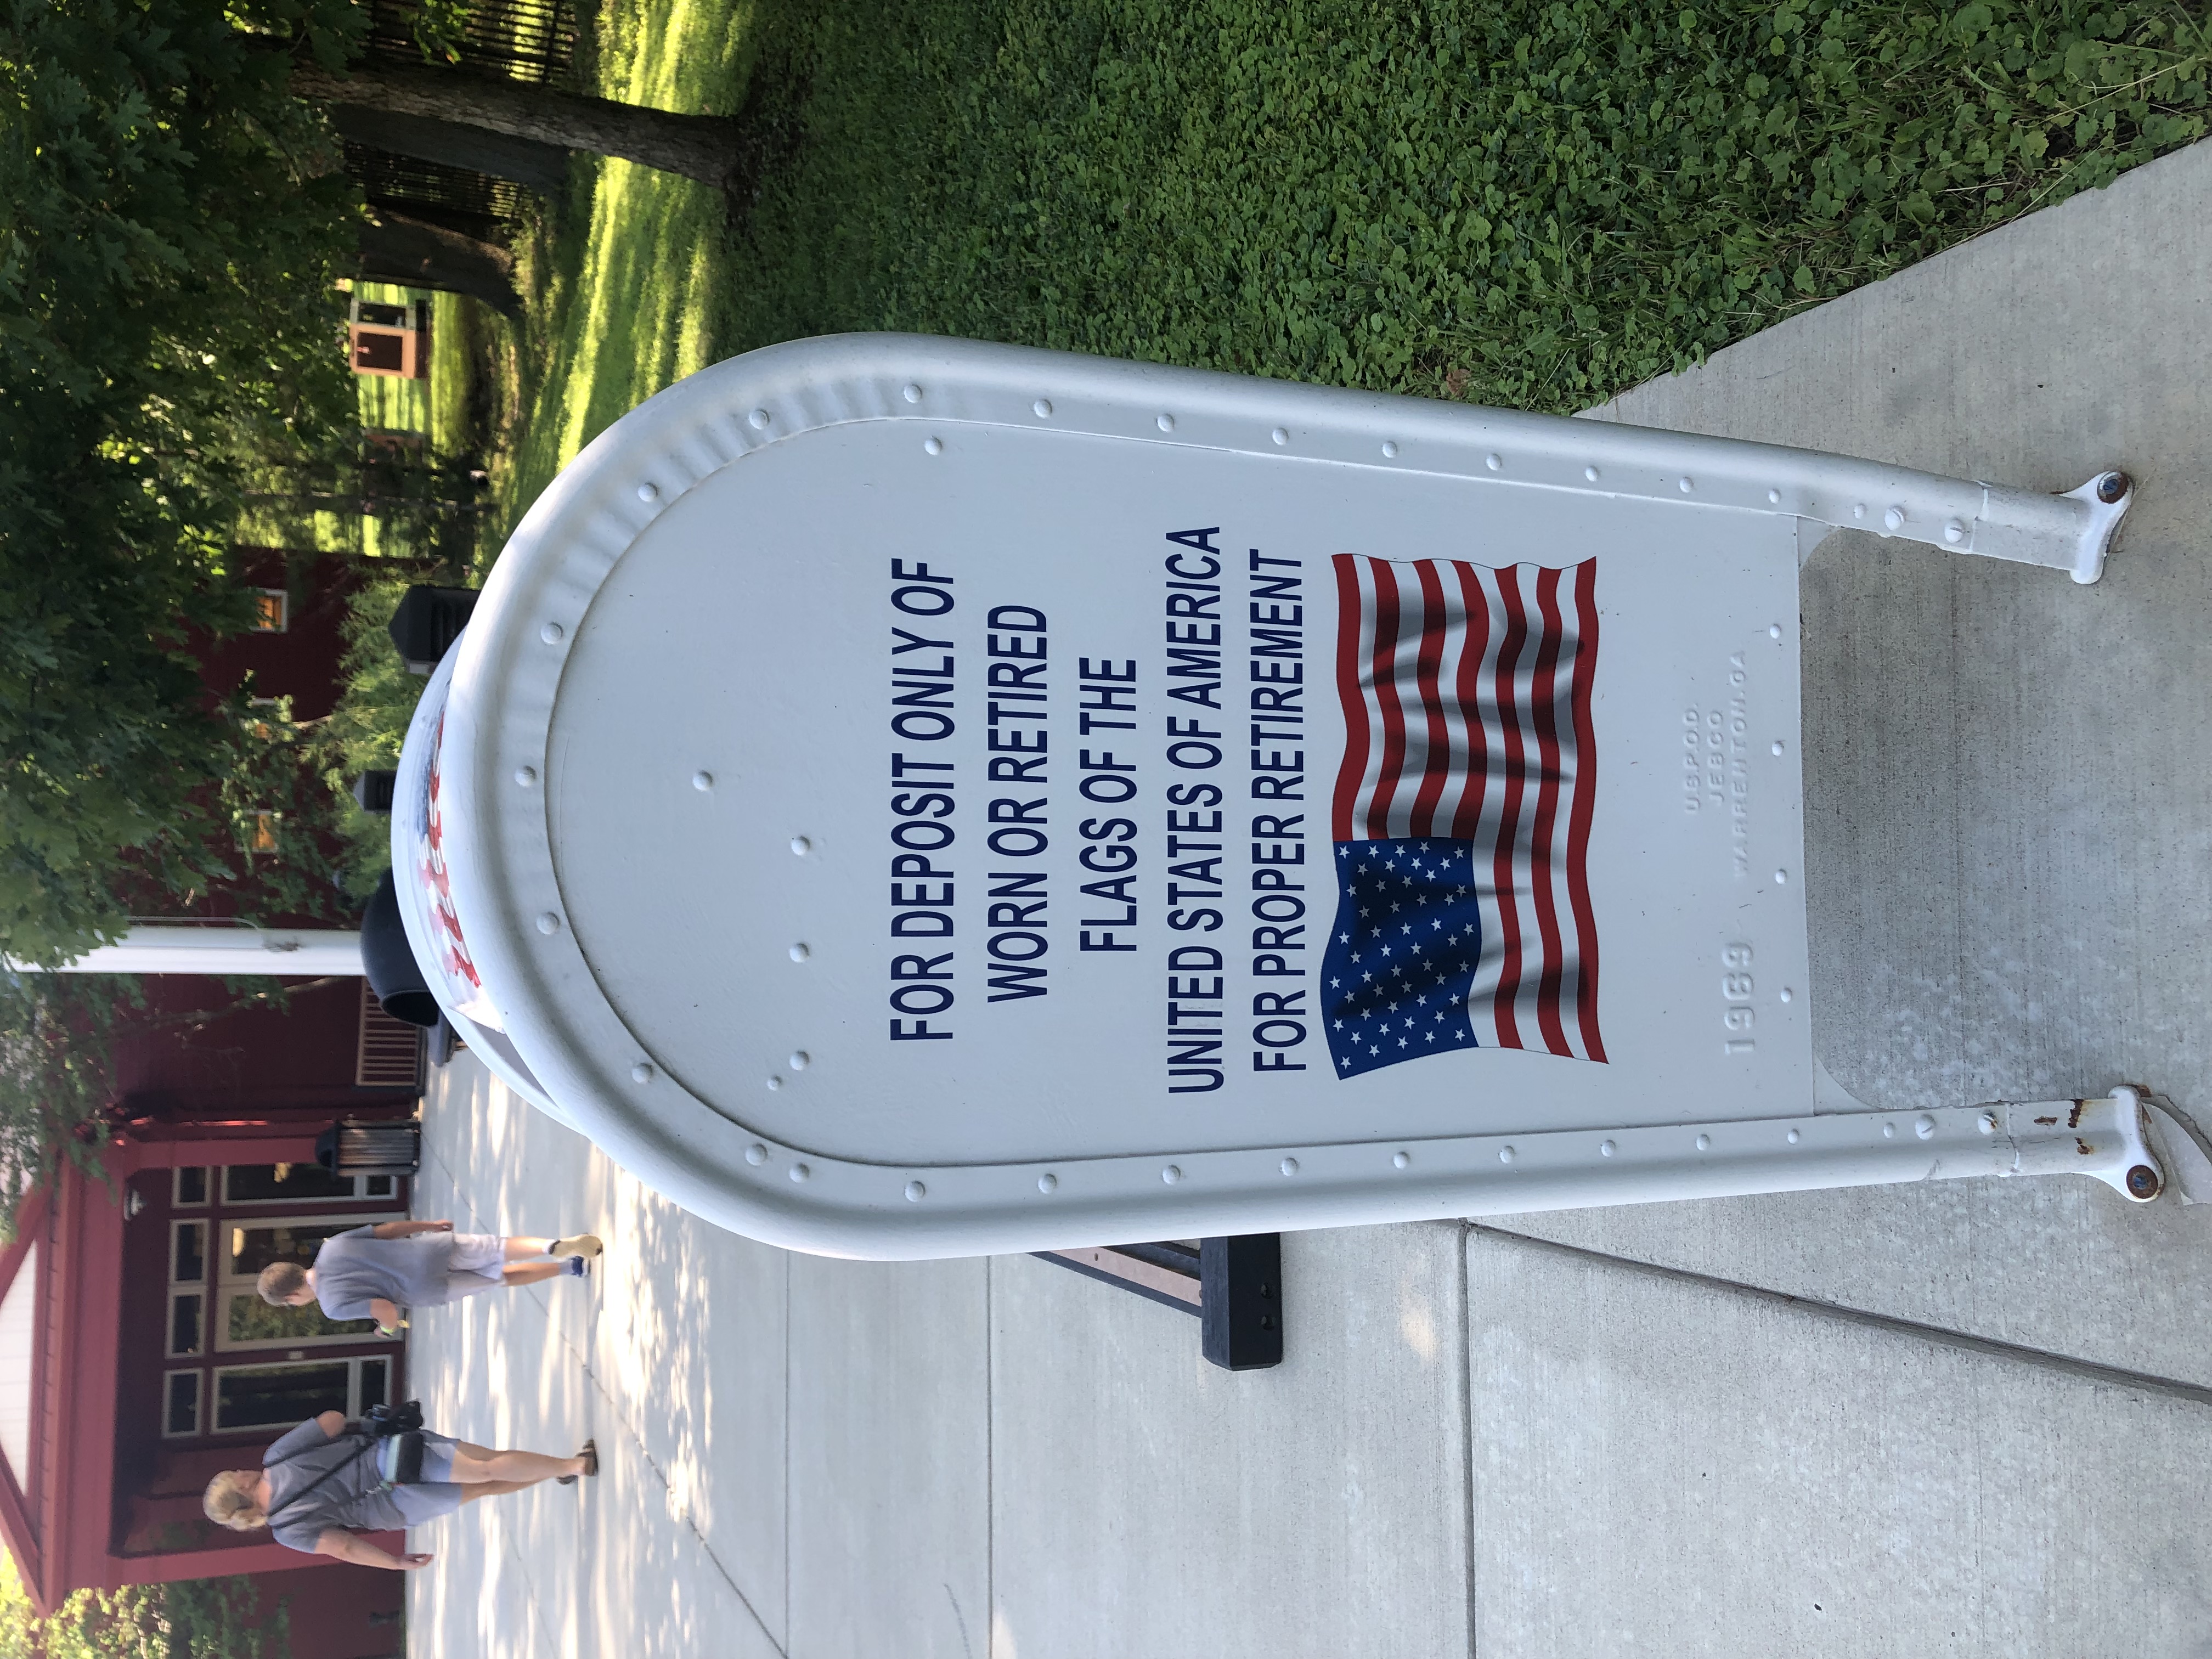 FOR DEPOSIT ONLY OF
WORN OR RETIRED
FLAGS OF THE
UNITED STATES OF AMERICA
FOR PROPER RETIREMENT
U.S.P.O.D.
JEBCO
1969 WARRENTON. GA